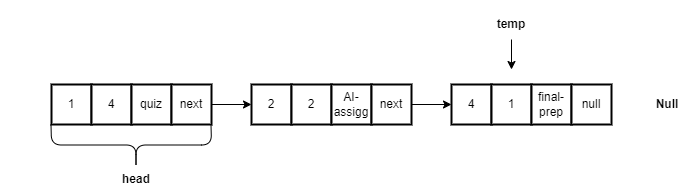 temp
1 4 quiz next
2 2 AI-
assigg next
4 1 final-
prep null
Null
head